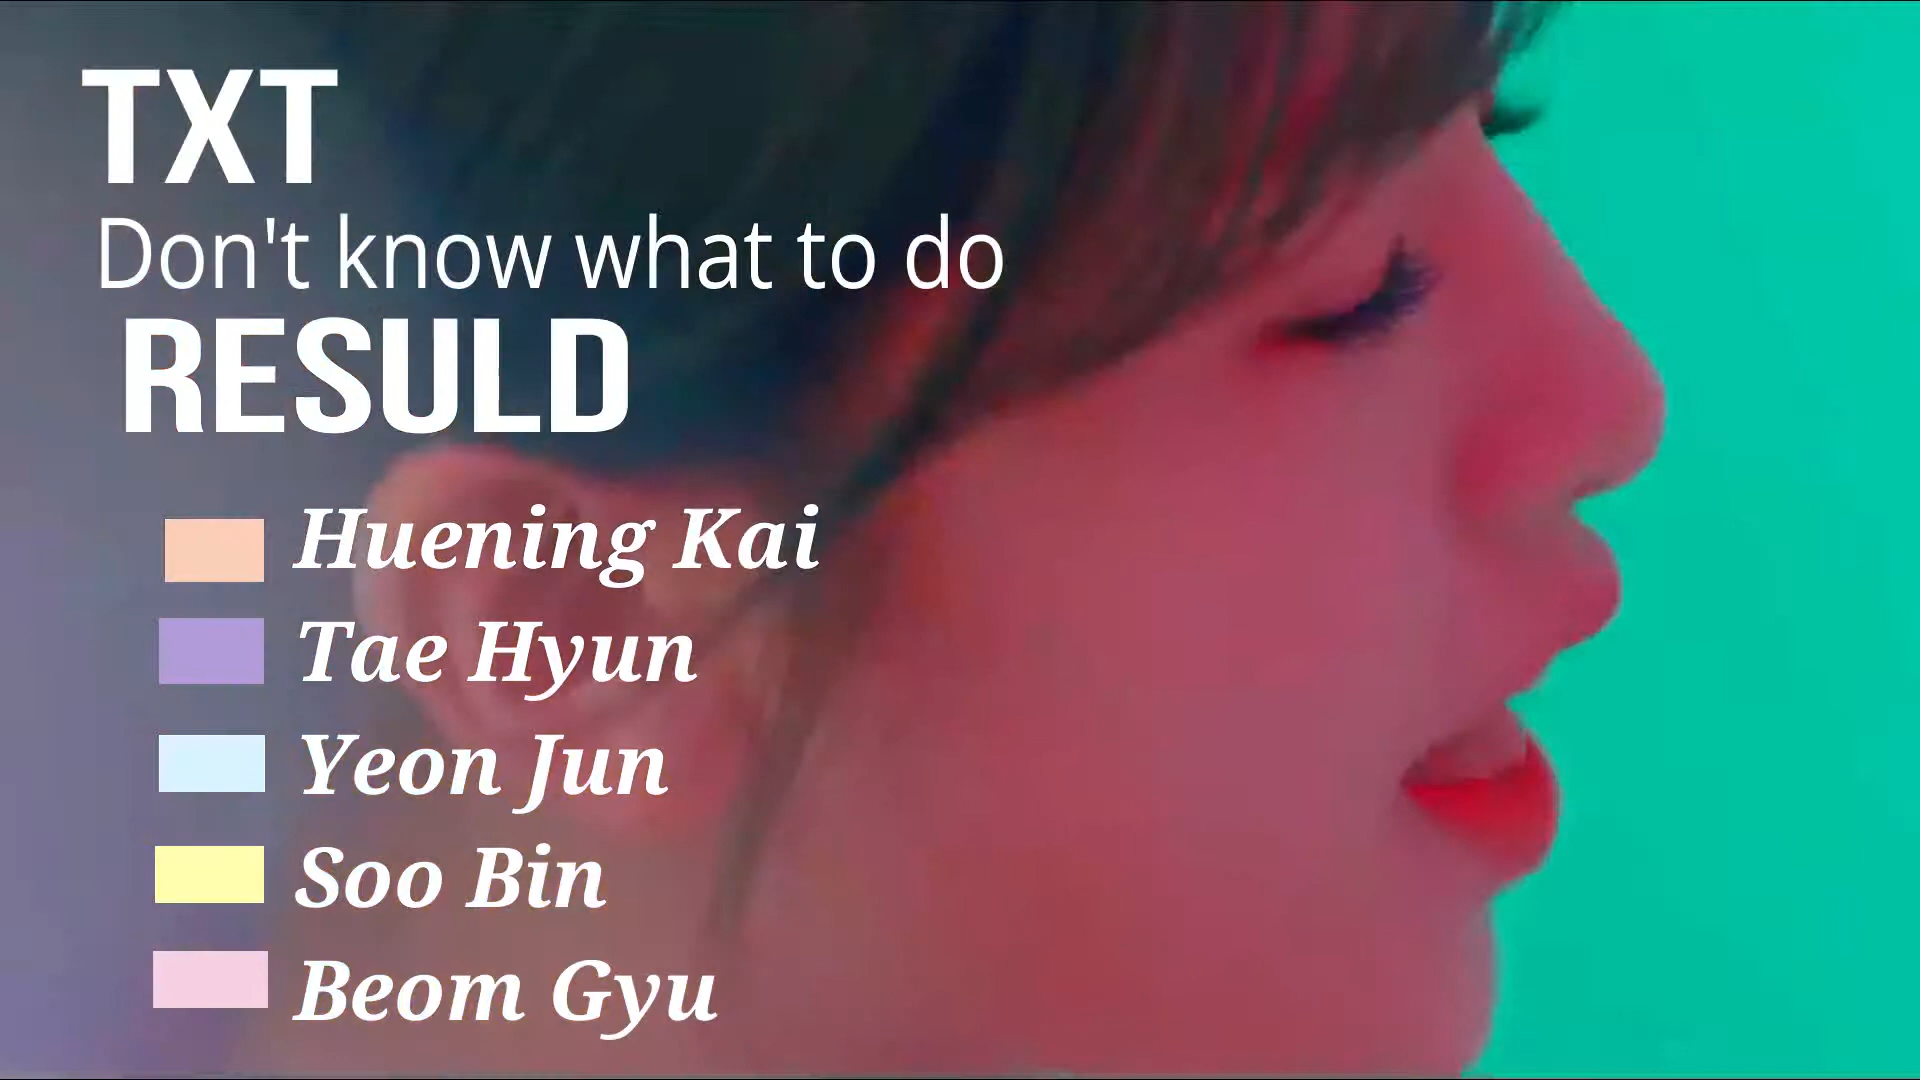 TXT
Don't know what to do
RESULD
Huening Kai
Tae Hyun
Yeon Jun
Soo Bin
Beom Gyu